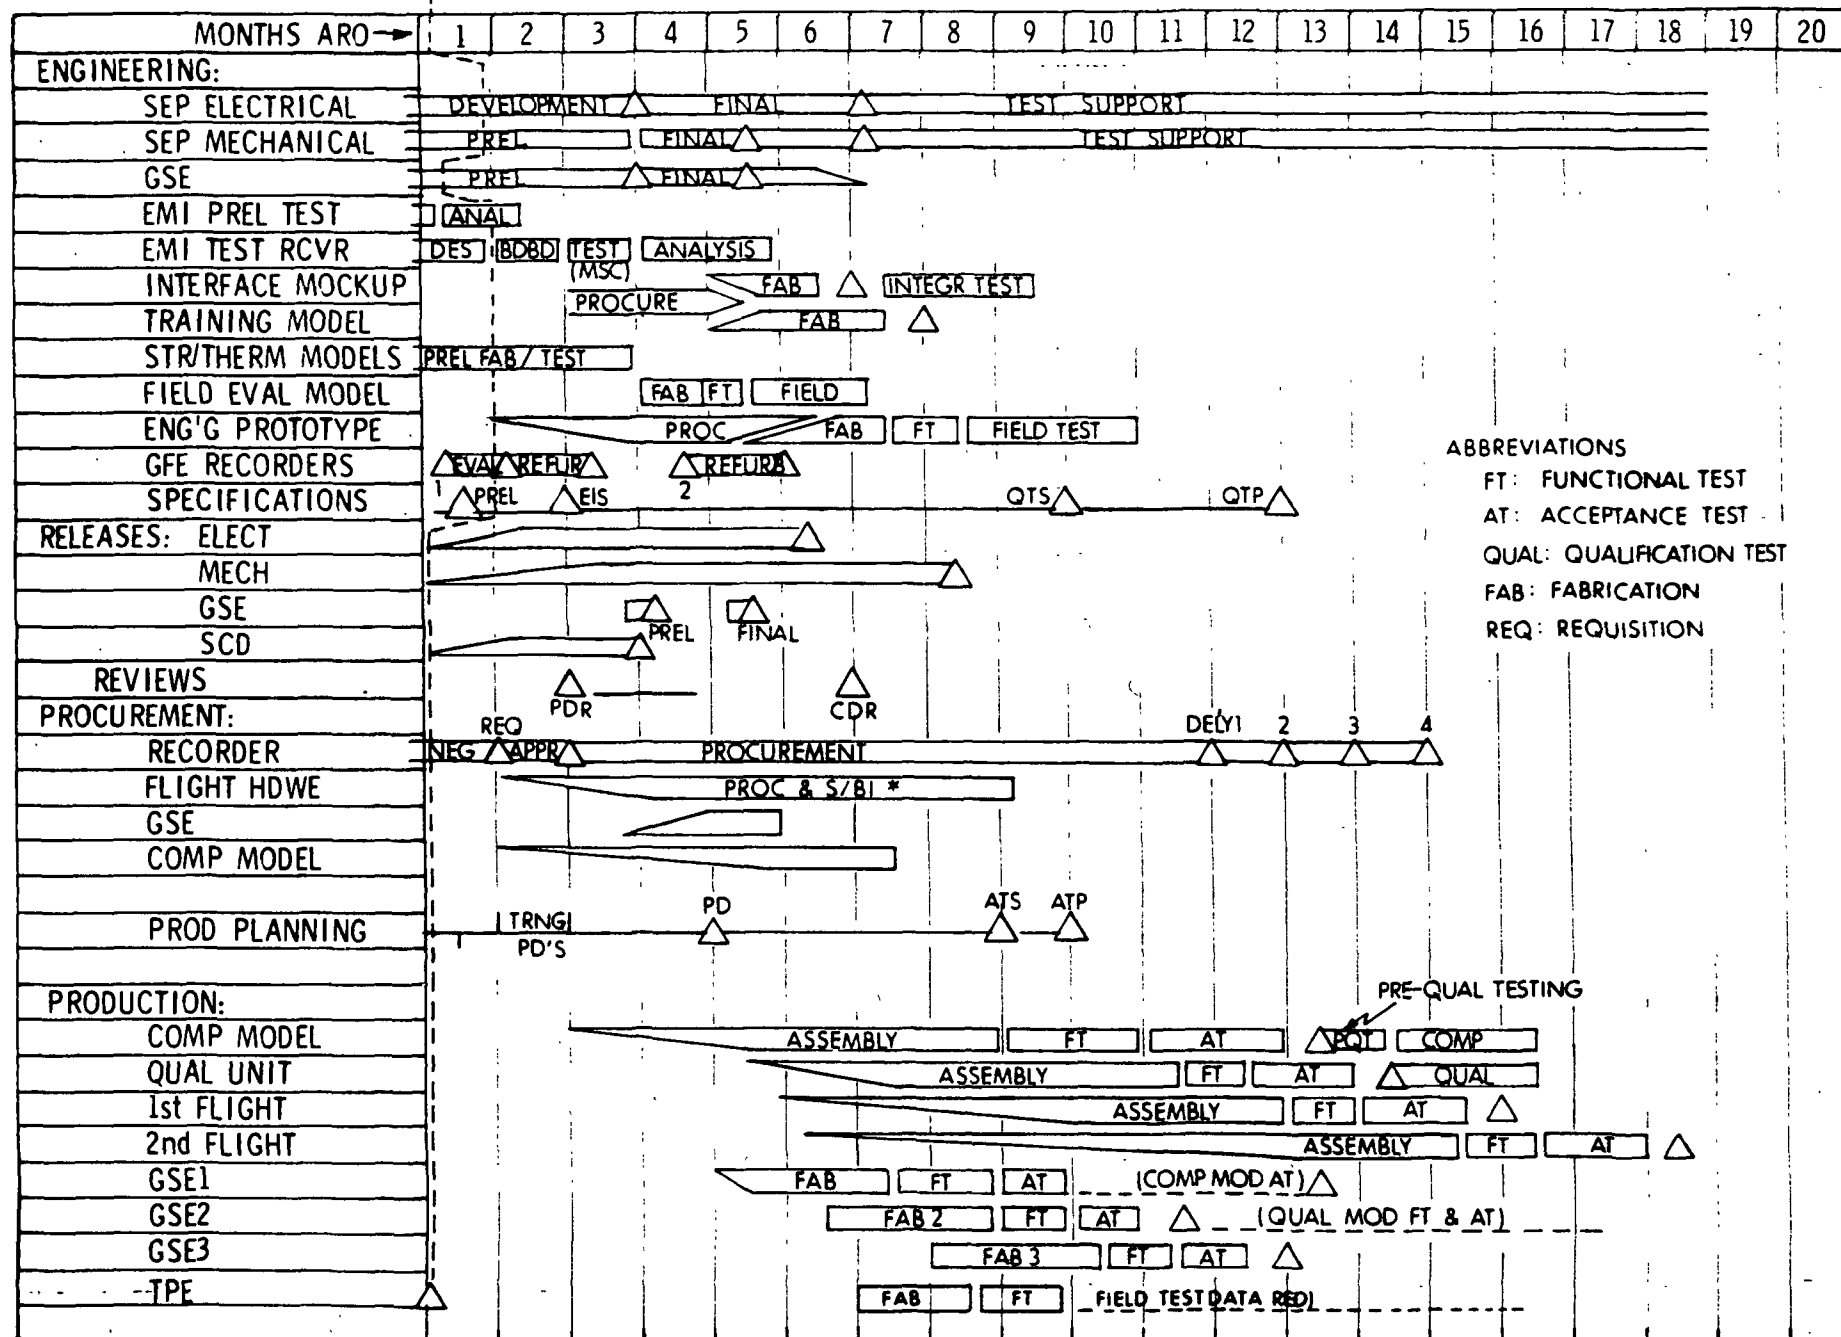 MONTHS ARO 1 2 3 4 5 6 7 8 9 10 11 12 13 14 15 16 17 18 19 20
ENGINEERING:
SEP ELECTRICAL DEVELOPMENT FINAL TEST SUPPORT
SEP MECHANICAL PREL FINAL TEST SUPPORT
GSE PREL FINAL
EMI PREL TEST ANAL
EMI TEST RCVR DES BDBD TEST ANALYSIS
(MSC)
INTERFACE MOCKUP FAB INTEGR TEST
PROCURE
TRAINING MODEL FAB
STR/THERM MODELS PREL FAB / TEST
FIELD EVAL MODEL FAB FT FIELD
ENG'G PROTOTYPE PROC FAB FT FIELD TEST
GFE RECORDERS EVAL REFUR REFURB
1 2
SPECIFICATIONS PREL EIS QTS QTP
ABBREVIATIONS
FT: FUNCTIONAL TEST
AT: ACCEPTANCE TEST
QUAL: QUALIFICATION TEST
FAB: FABRICATION
REQ: REQUISITION
RELEASES: ELECT
MECH
GSE
PREL FINAL
SCD
REVIEWS
PDR CDR
PROCUREMENT:
REQ DELY1 2 3 4
RECORDER NEG APPR PROCUREMENT
FLIGHT HDWE PROC & S/BI *
GSE
COMP MODEL
PD ATS ATP
PROD PLANNING TRNG
PD'S
PRODUCTION:
PRE-QUAL TESTING
COMP MODEL ASSEMBLY FT AT PQT COMP
QUAL UNIT ASSEMBLY FT AT QUAL
1st FLIGHT ASSEMBLY FT AT
2nd FLIGHT ASSEMBLY FT AT
GSE1 FAB FT AT (COMP MOD AT)
GSE2 FAB 2 FT AT (QUAL MOD FT & AT)
GSE3 FAB 3 FT AT
TPE FAB FT FIELD TEST DATA RED)